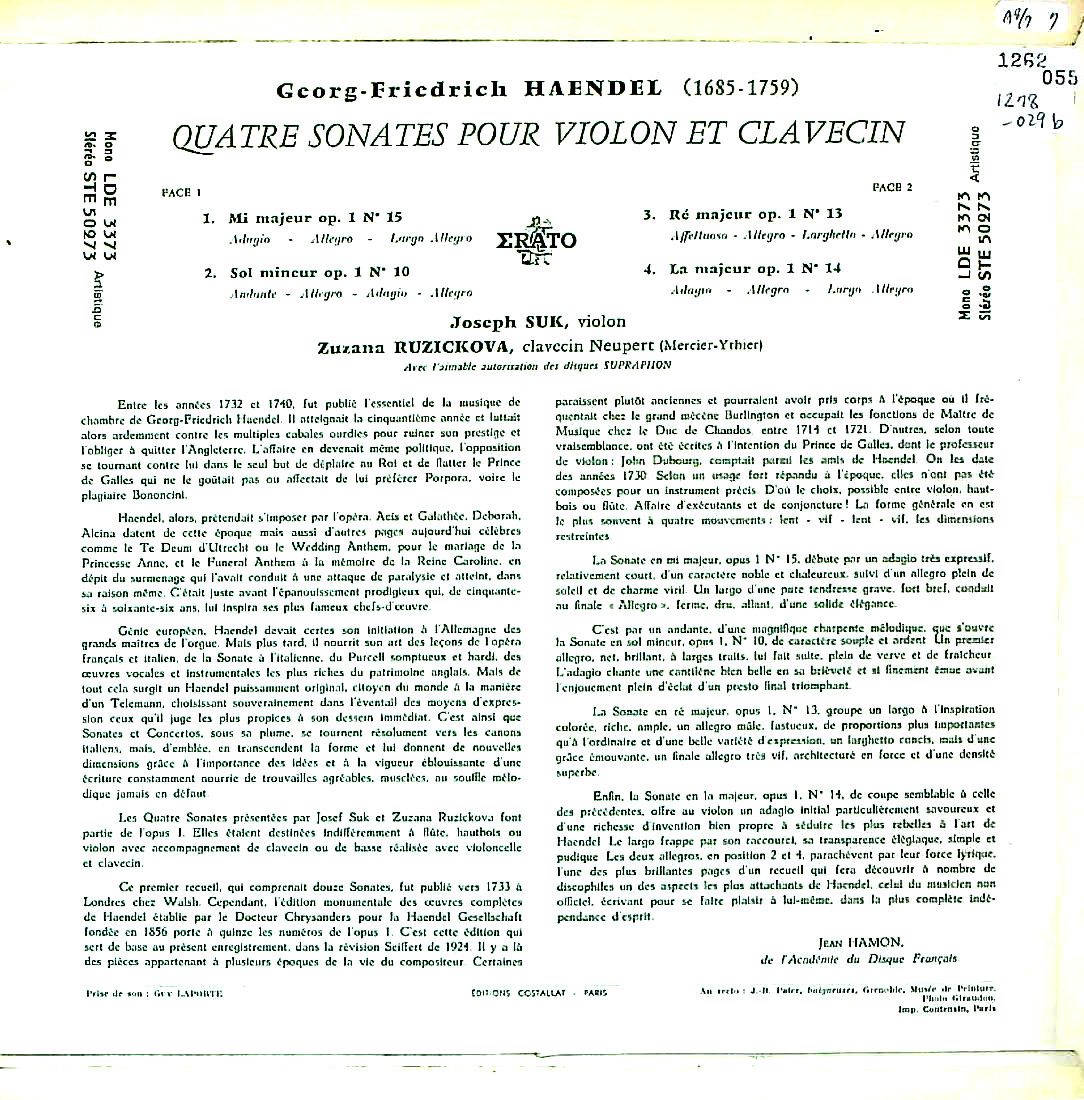 A9/7 7
1262
055
1278
-029 b
Georg-Friedrich HAENDEL (1685-1759)
QUATRE SONATES POUR VIOLON ET CLAVECIN
Mono LDE 3373
Stéréo STE 50273 Artistique
FACE 1
1. Mi majeur op. 1 N° 15
Adagio - Allegro - Largo Allegro
2. Sol mineur op. 1 N° 10
Andante - Allegro - Adagio - Allegro
ERATO
FACE 2
3. Ré majeur op. 1 N° 13
Affettuoso - Allegro - Larghetto - Allegro
4. La majeur op. 1 N° 14
Adagio - Allegro - Largo Allegro
Mono LDE 3373 Artistique
Stéréo STE 50273
Joseph SUK, violon
Zuzana RUZICKOVA, clavecin Neupert (Mercier-Ythier)
Avec l'aimable autorisation des disques SUPRAPHON
Entre les années 1732 et 1740, fut publié l'essentiel de la musique de
chambre de Georg-Friedrich Haendel. Il atteignait la cinquantième année et luttait
alors ardemment contre les multiples cabales ourdies pour ruiner son prestige et
l'obliger à quitter l'Angleterre. L'affaire en devenait même politique, l'opposition
se tournant contre lui dans le seul but de déplaire au Roi et de flatter le Prince
de Galles qui ne le goûtait pas ou affectait de lui préférer Porpora, voire le
plagiaire Bononcini.
Haendel, alors, prétendait s'imposer par l'opéra. Acis et Galathée, Deborah,
Alcina datent de cette époque mais aussi d'autres pages aujourd'hui célèbres
comme le Te Deum d'Utrecht ou le Wedding Anthem, pour le mariage de la
Princesse Anne, et le Funeral Anthem à la mémoire de la Reine Caroline, en
dépit du surmenage qui l'avait conduit à une attaque de paralysie et atteint, dans
sa raison même. C'était juste avant l'épanouissement prodigieux qui, de cinquante-
six à soixante-six ans, lui inspira ses plus fameux chefs-d'œuvre.
Génie européen, Haendel devait certes son initiation à l'Allemagne des
grands maîtres de l'orgue. Mais plus tard, il nourrit son art des leçons de l'opéra
français et italien, de la Sonate à l'italienne, du Purcell somptueux et hardi, des
œuvres vocales et instrumentales les plus riches du patrimoine anglais. Mais de
tout cela surgit un Haendel puissamment original, citoyen du monde à la manière
d'un Telemann, choisissant souverainement dans l'éventail des moyens d'expres-
sion ceux qu'il juge les plus propices à son dessein immédiat. C'est ainsi que
Sonates et Concertos, sous sa plume, se tournent résolument vers les canons
italiens, mais, d'emblée, en transcendent la forme et lui donnent de nouvelles
dimensions grâce à l'importance des idées et à la vigueur éblouissante d'une
écriture constamment nourrie de trouvailles agréables, musclées, au souffle mélo-
dique jamais en défaut
Les Quatre Sonates présentées par Josef Suk et Zuzana Ruzickova font
partie de l'opus 1. Elles étaient destinées indifféremment à flûte, hautbois ou
violon avec accompagnement de clavecin ou de basse réalisée avec violoncelle
et clavecin.
Ce premier recueil, qui comprenait douze Sonates, fut publié vers 1733 à
Londres chez Walsh. Cependant, l'édition monumentale des œuvres complètes
de Haendel établie par le Docteur Chrysanders pour la Haendel Gesellschaft
fondée en 1856 porte à quinze les numéros de l'opus 1. C'est cette édition qui
sert de base au présent enregistrement, dans la révision Seiffert de 1924. Il y a là
des pièces appartenant à plusieurs époques de la vie du compositeur. Certaines
paraissent plutôt anciennes et pourraient avoir pris corps à l'époque où il fré-
quentait chez le grand mécène Burlington et occupait les fonctions de Maître de
Musique chez le Duc de Chandos, entre 1714 et 1721. D'autres, selon toute
vraisemblance, ont été écrites à l'intention du Prince de Galles, dont le professeur
de violon : John Dubourg, comptait parmi les amis de Haendel. On les date
des années 1730 Selon un usage fort répandu à l'époque, elles n'ont pas été
composées pour un instrument précis D'où le choix, possible entre violon, haut-
bois ou flûte. Affaire d'exécutants et de conjoncture ! La forme générale en est
le plus souvent à quatre mouvements : lent - vif - lent - vif, les dimensions
restreintes
La Sonate en mi majeur, opus 1 N° 15, débute par un adagio très expressif,
relativement court, d'un caractère noble et chaleureux, suivi d'un allegro plein de
soleil et de charme viril. Un largo d'une pure tendresse grave, fort bref, conduit
au finale « Allegro », ferme, dru, allant, d'une solide élégance.
C'est par un andante, d'une magnifique charpente mélodique, que s'ouvre
la Sonate en sol mineur, opus 1, N° 10, de caractère souple et ardent Un premier
allegro, net, brillant, à larges traits, lui fait suite, plein de verve et de fraîcheur
L'adagio chante une cantilène bien belle en sa brièveté et si finement émue avant
l'enjouement plein d'éclat d'un presto final triomphant.
La Sonate en ré majeur, opus 1, N° 13, groupe un largo à l'inspiration
colorée, riche, ample, un allegro mâle, fastueux, de proportions plus importantes
qu'à l'ordinaire et d'une belle variété d'expression, un larghetto concis, mais d'une
grâce émouvante, un finale allegro très vif, architecturé en force et d'une densité
superbe.
Enfin, la Sonate en la majeur, opus 1, N° 14, de coupe semblable à celle
des précédentes, offre au violon un adagio initial particulièrement savoureux et
d'une richesse d'invention bien propre à séduire les plus rebelles à l'art de
Haendel Le largo frappe par son raccourci, sa transparence élégiaque, simple et
pudique Les deux allegros, en position 2 et 4, parachèvent par leur force lyrique,
l'une des plus brillantes pages d'un recueil qui fera découvrir à nombre de
discophiles un des aspects les plus attachants de Haendel, celui du musicien non
officiel, écrivant pour se faire plaisir à lui-même, dans la plus complète indé-
pendance d'esprit.
JEAN HAMON,
de l'Académie du Disque Français
Prise de son : Guy LAPORTE
ÉDITIONS COSTALLAT - PARIS
Au recto : J.-B. Pater, baigneuses, Grenoble, Musée de Peinture,
Photo Giraudon,
Imp. Contensin, Paris